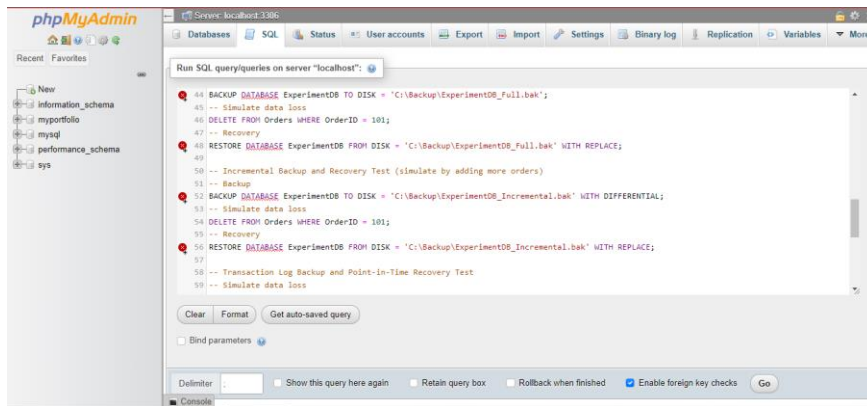 phpMyAdmin
Recent Favorites
New
information_schema
myportfolio
mysql
performance_schema
sys
Server: localhost:3306
Databases SQL Status User accounts Export Import Settings Binary log Replication Variables More
Run SQL query/queries on server "localhost":
44 BACKUP DATABASE ExperimentDB TO DISK = 'C:\Backup\ExperimentDB_Full.bak';
45 -- Simulate data loss
46 DELETE FROM Orders WHERE OrderID = 101;
47 -- Recovery
48 RESTORE DATABASE ExperimentDB FROM DISK = 'C:\Backup\ExperimentDB_Full.bak' WITH REPLACE;
49
50 -- Incremental Backup and Recovery Test (simulate by adding more orders)
51 -- Backup
52 BACKUP DATABASE ExperimentDB TO DISK = 'C:\Backup\ExperimentDB_Incremental.bak' WITH DIFFERENTIAL;
53 -- Simulate data loss
54 DELETE FROM Orders WHERE OrderID = 101;
55 -- Recovery
56 RESTORE DATABASE ExperimentDB FROM DISK = 'C:\Backup\ExperimentDB_Incremental.bak' WITH REPLACE;
57
58 -- Transaction Log Backup and Point-in-Time Recovery Test
59 -- Simulate data loss
Clear Format Get auto-saved query
Bind parameters
Delimiter ; Show this query here again Retain query box Rollback when finished Enable foreign key checks Go
Console